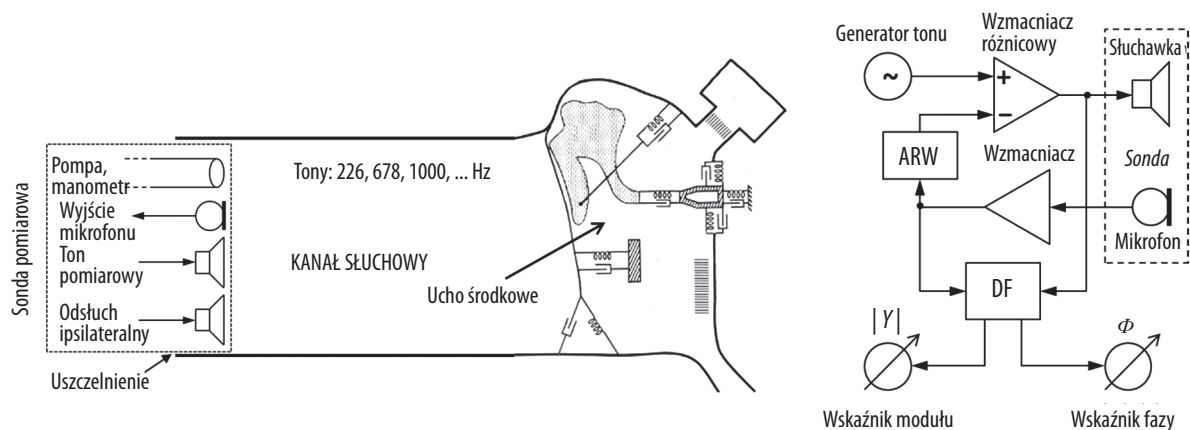 Sonda pomiarowa
Pompa,
manometr
Wyjście
mikrofonu
Ton
pomiarowy
Odsłuch
ipsilateralny
Uszczelnienie
Tony: 226, 678, 1000, ... Hz
KANAŁ SŁUCHOWY
Ucho środkowe
Generator tonu
Wzmacniacz
różnicowy
Słuchawka
~
+
−
ARW
Wzmacniacz
Sonda
Mikrofon
DF
|Y|
Φ
Wskaźnik modułu
Wskaźnik fazy